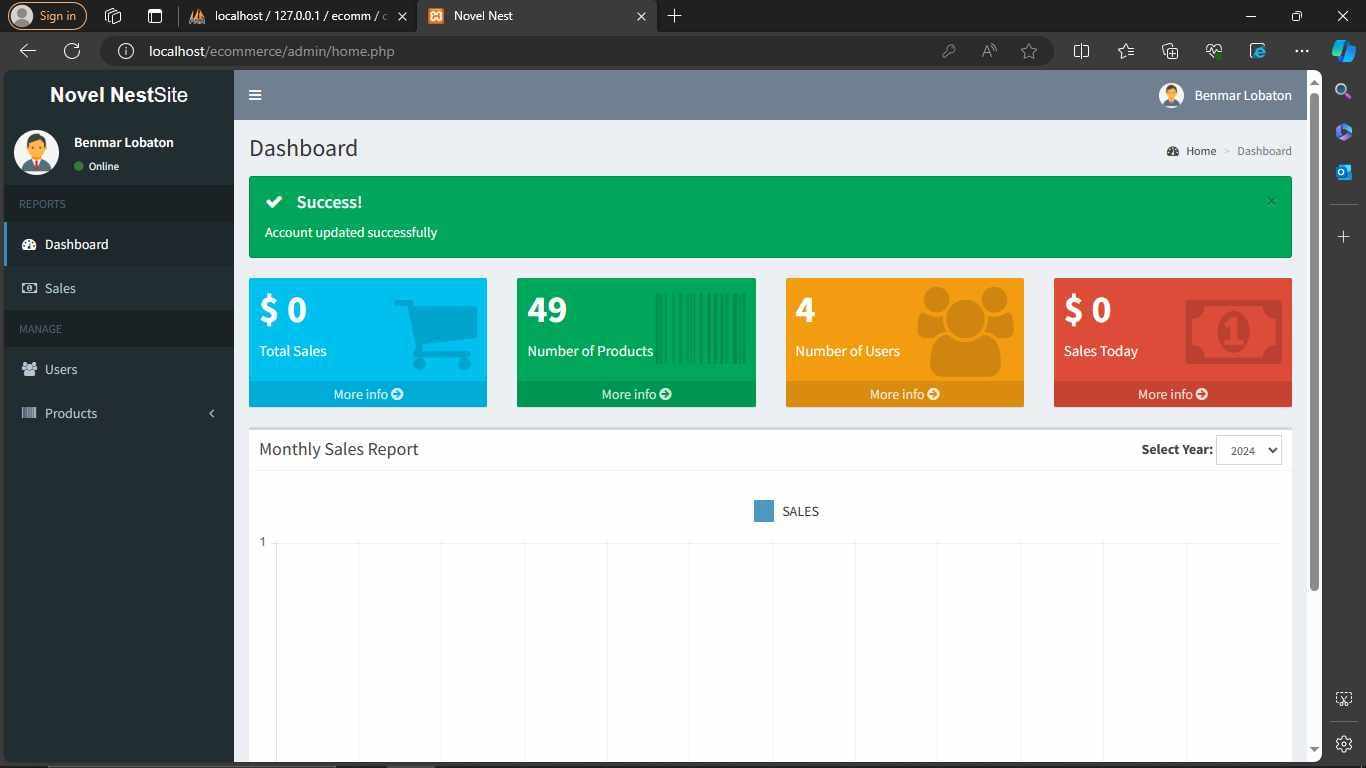 Sign in
localhost / 127.0.0.1 / ecomm / c
Novel Nest
localhost/ecommerce/admin/home.php
Novel NestSite
Benmar Lobaton
Benmar Lobaton
Online
Dashboard
Home > Dashboard
REPORTS
Dashboard
Sales
MANAGE
Users
Products
Success!
×
Account updated successfully
$ 0
Total Sales
More info
49
Number of Products
More info
4
Number of Users
More info
$ 0
1
Sales Today
More info
Monthly Sales Report
Select Year: 2024
SALES
1